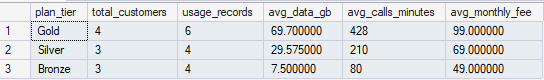 plan_tier total_customers usage_records avg_data_gb avg_calls_minutes avg_monthly_fee
1 Gold 4 6 69.700000 428 99.000000
2 Silver 3 4 29.575000 210 69.000000
3 Bronze 3 4 7.500000 80 49.000000